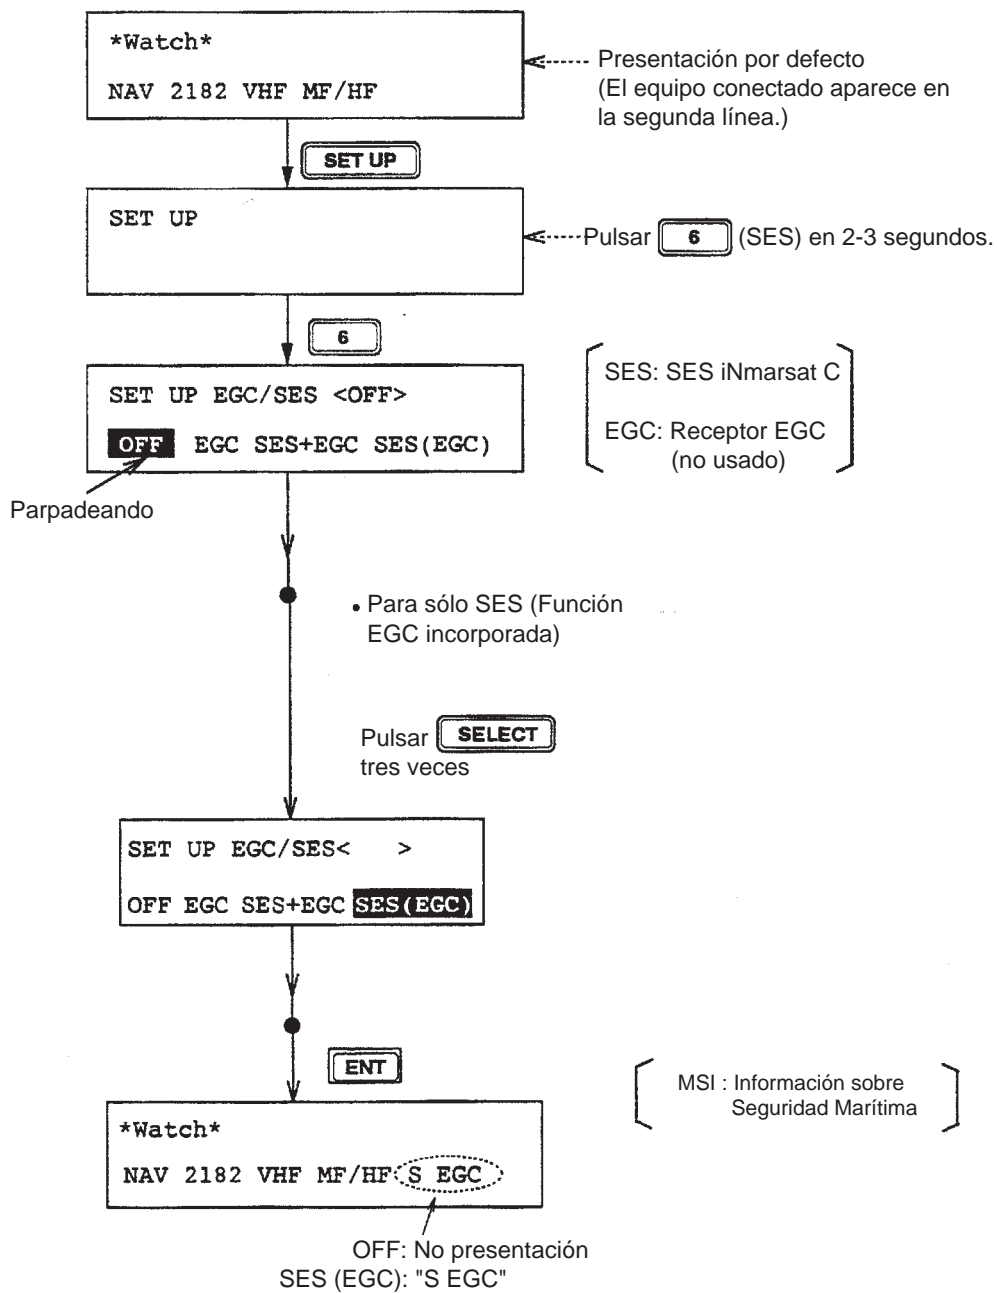 *Watch*
NAV 2182 VHF MF/HF
Presentación por defecto
(El equipo conectado aparece en
la segunda línea.)
SET UP
SET UP
Pulsar 6 (SES) en 2-3 segundos.
6
SET UP EGC/SES <OFF>
OFF EGC SES+EGC SES(EGC)
SES: SES iNmarsat C
EGC: Receptor EGC
(no usado)
Parpadeando
• Para sólo SES (Función
EGC incorporada)
Pulsar SELECT
tres veces
SET UP EGC/SES< >
OFF EGC SES+EGC SES(EGC)
ENT
MSI : Información sobre
Seguridad Marítima
*Watch*
NAV 2182 VHF MF/HF S EGC
OFF: No presentación
SES (EGC): "S EGC"